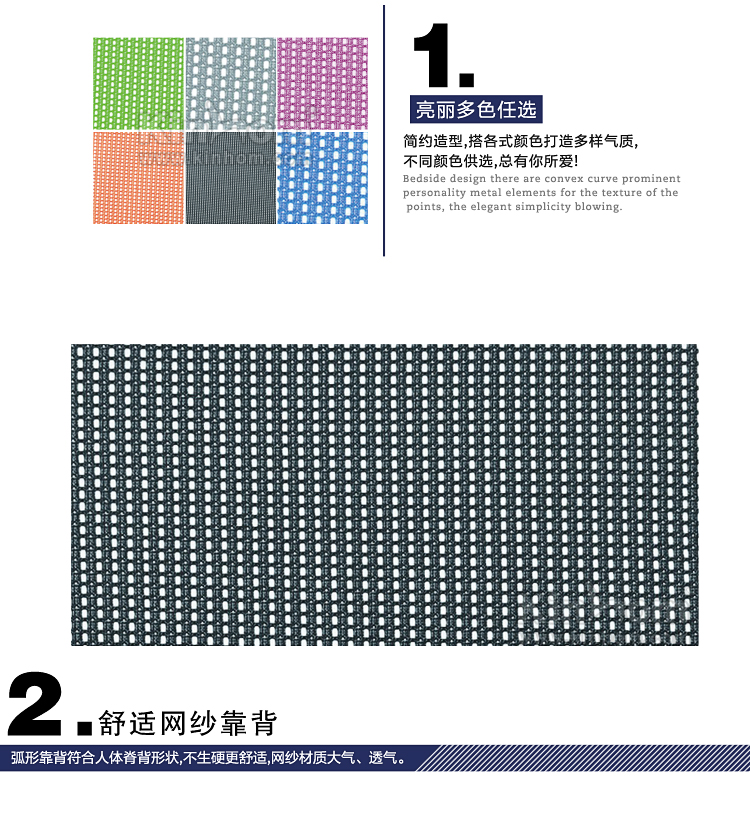 1.
亮丽多色任选
简约造型,搭各式颜色打造多样气质,
不同颜色供选,总有你所爱!
Bedside design there are convex curve prominent
personality metal elements for the texture of the
points, the elegant simplicity blowing.
www.kinhom.com
2.舒适网纱靠背
弧形靠背符合人体脊背形状,不生硬更舒适,网纱材质大气、透气。